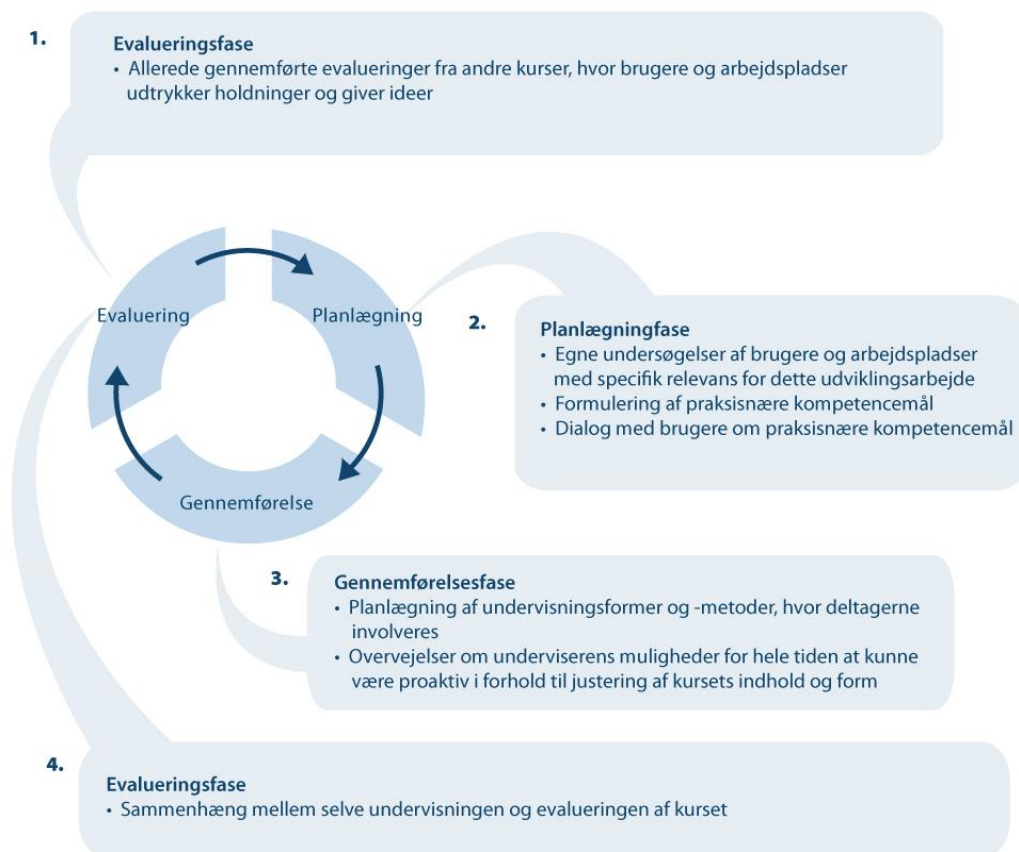 1.
Evalueringsfase
• Allerede gennemførte evalueringer fra andre kurser, hvor brugere og arbejdspladser
udtrykker holdninger og giver ideer
Evaluering
Planlægning
Gennemførelse
2.
Planlægningfase
• Egne undersøgelser af brugere og arbejdspladser
med specifik relevans for dette udviklingsarbejde
• Formulering af praksisnære kompetencemål
• Dialog med brugere om praksisnære kompetencemål
3.
Gennemførelsesfase
• Planlægning af undervisningsformer og -metoder, hvor deltagerne
involveres
• Overvejelser om underviserens muligheder for hele tiden at kunne
være proaktiv i forhold til justering af kursets indhold og form
4.
Evalueringsfase
• Sammenhæng mellem selve undervisningen og evalueringen af kurset